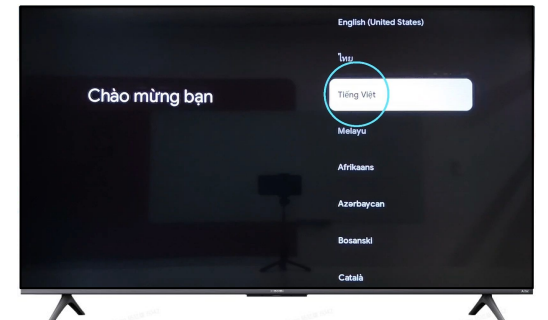 English (United States)
ไทย
Chào mừng bạn
Tiếng Việt
Melayu
Afrikaans
Azərbaycan
Bosanski
Català